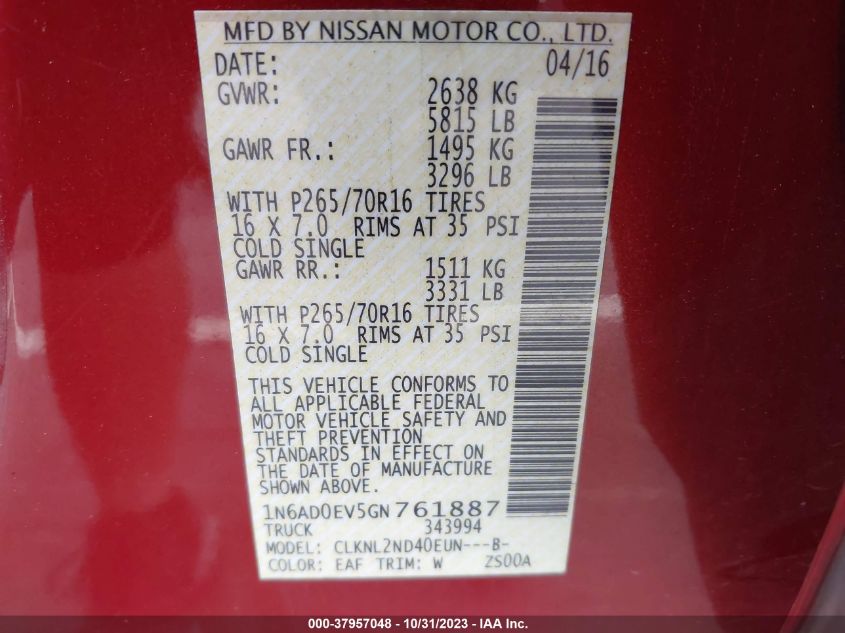 MFD BY NISSAN MOTOR CO., LTD.
DATE: 04/16
GVWR: 2638 KG
5815 LB
GAWR FR.: 1495 KG
3296 LB
WITH P265/70R16 TIRES
16 X 7.0 RIMS AT 35 PSI
COLD SINGLE
GAWR RR.: 1511 KG
3331 LB
WITH P265/70R16 TIRES
16 X 7.0 RIMS AT 35 PSI
COLD SINGLE
THIS VEHICLE CONFORMS TO
ALL APPLICABLE FEDERAL
MOTOR VEHICLE SAFETY AND
THEFT PREVENTION
STANDARDS IN EFFECT ON
THE DATE OF MANUFACTURE
SHOWN ABOVE.
1N6AD0EV5GN761887
TRUCK 343994
MODEL: CLKNL2ND40EUN---B-
COLOR: EAF TRIM: W ZS00A
000-37957048 - 10/31/2023 - IAA Inc.